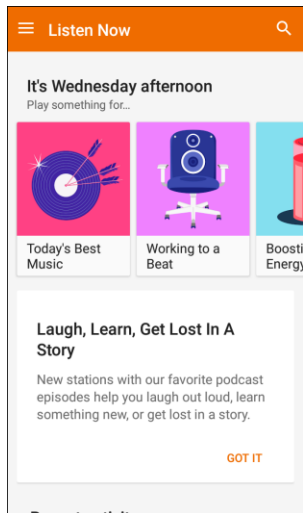 Listen Now
It's Wednesday afternoon
Play something for...
Today's Best
Music
Working to a
Beat
Boosti
Energy
Laugh, Learn, Get Lost In A
Story
New stations with our favorite podcast
episodes help you laugh out loud, learn
something new, or get lost in a story.
GOT IT